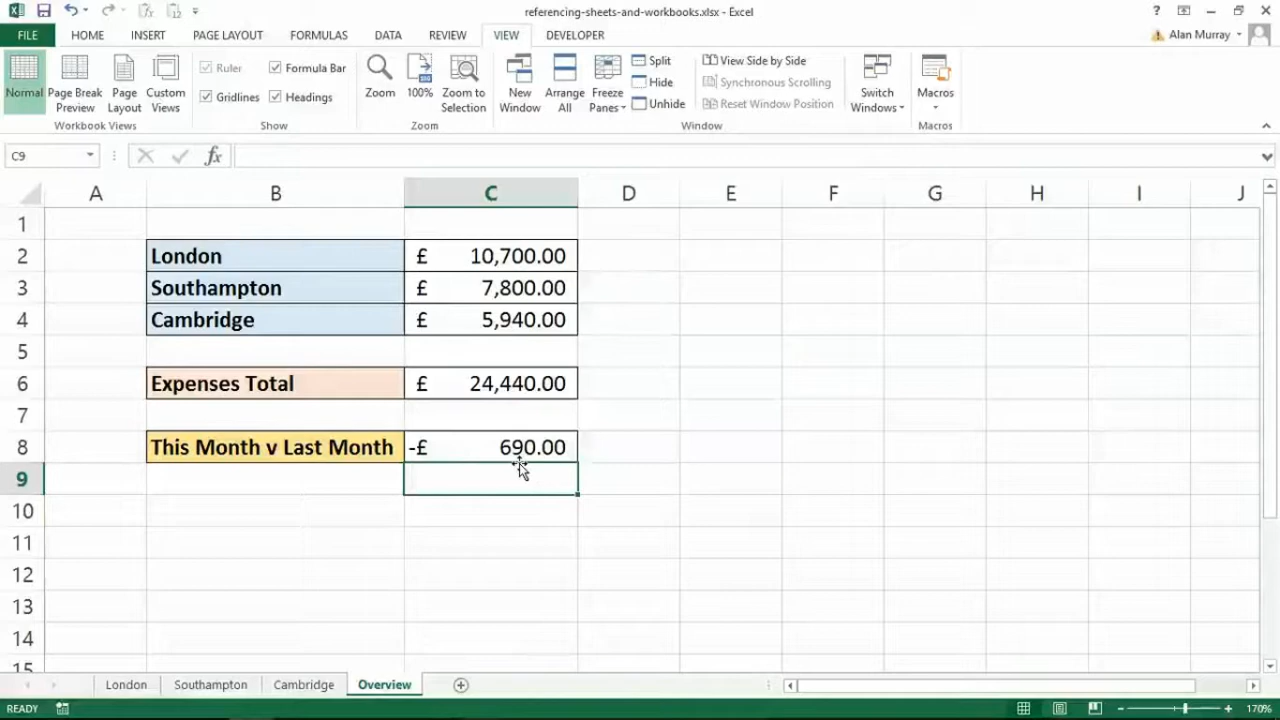 referencing-sheets-and-workbooks.xlsx - Excel
?
FILE HOME INSERT PAGE LAYOUT FORMULAS DATA REVIEW VIEW DEVELOPER Alan Murray
Normal
Page Break Preview
Page Layout
Custom Views
Workbook Views
Ruler
Formula Bar
Gridlines
Headings
Show
Zoom
100%
Zoom to Selection
Zoom
New Window
Arrange All
Freeze Panes
Split
Hide
Unhide
View Side by Side
Synchronous Scrolling
Reset Window Position
Window
Switch Windows
Macros
Macros
C9 fx
A B C D E F G H I J
1
2 London £ 10,700.00
3 Southampton £ 7,800.00
4 Cambridge £ 5,940.00
5
6 Expenses Total £ 24,440.00
7
8 This Month v Last Month -£ 690.00
9
10
11
12
13
14
15
London Southampton Cambridge Overview
READY 170%